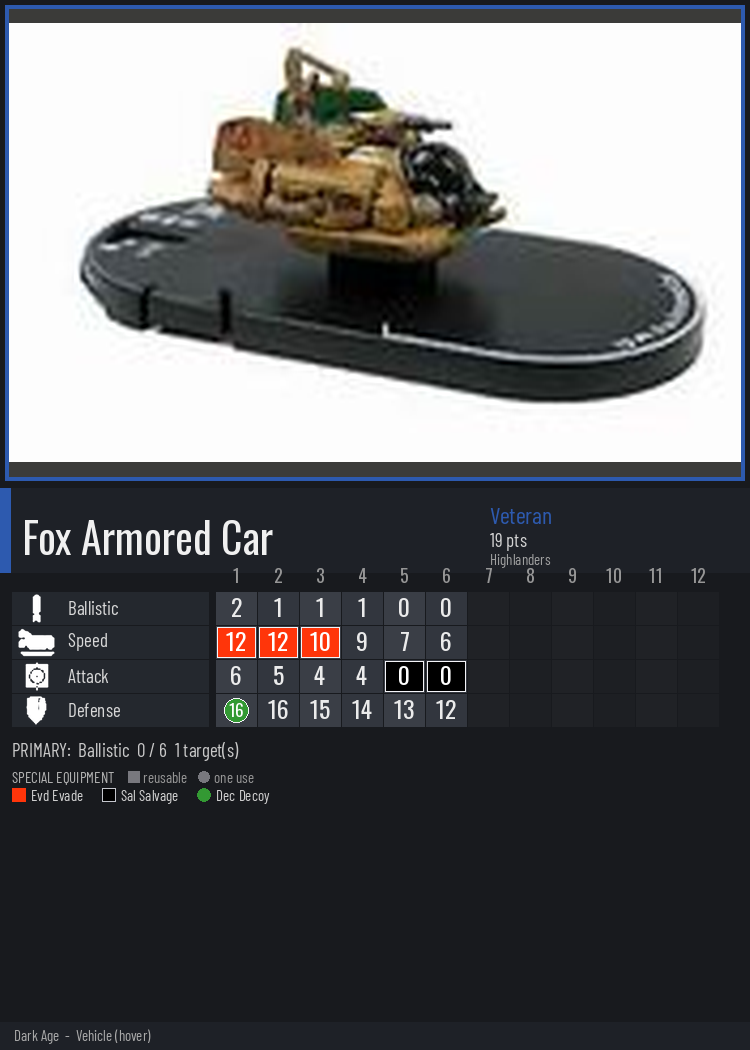 Fox Armored Car
Veteran
19 pts
Highlanders
1 2 3 4 5 6 7 8 9 10 11 12
Ballistic 2 1 1 1 0 0
Speed 12 12 10 9 7 6
Attack 6 5 4 4 0 0
Defense 16 16 15 14 13 12
PRIMARY: Ballistic 0 / 6 1 target(s)
SPECIAL EQUIPMENT reusable one use
Evd Evade Sal Salvage Dec Decoy
Dark Age - Vehicle (hover)